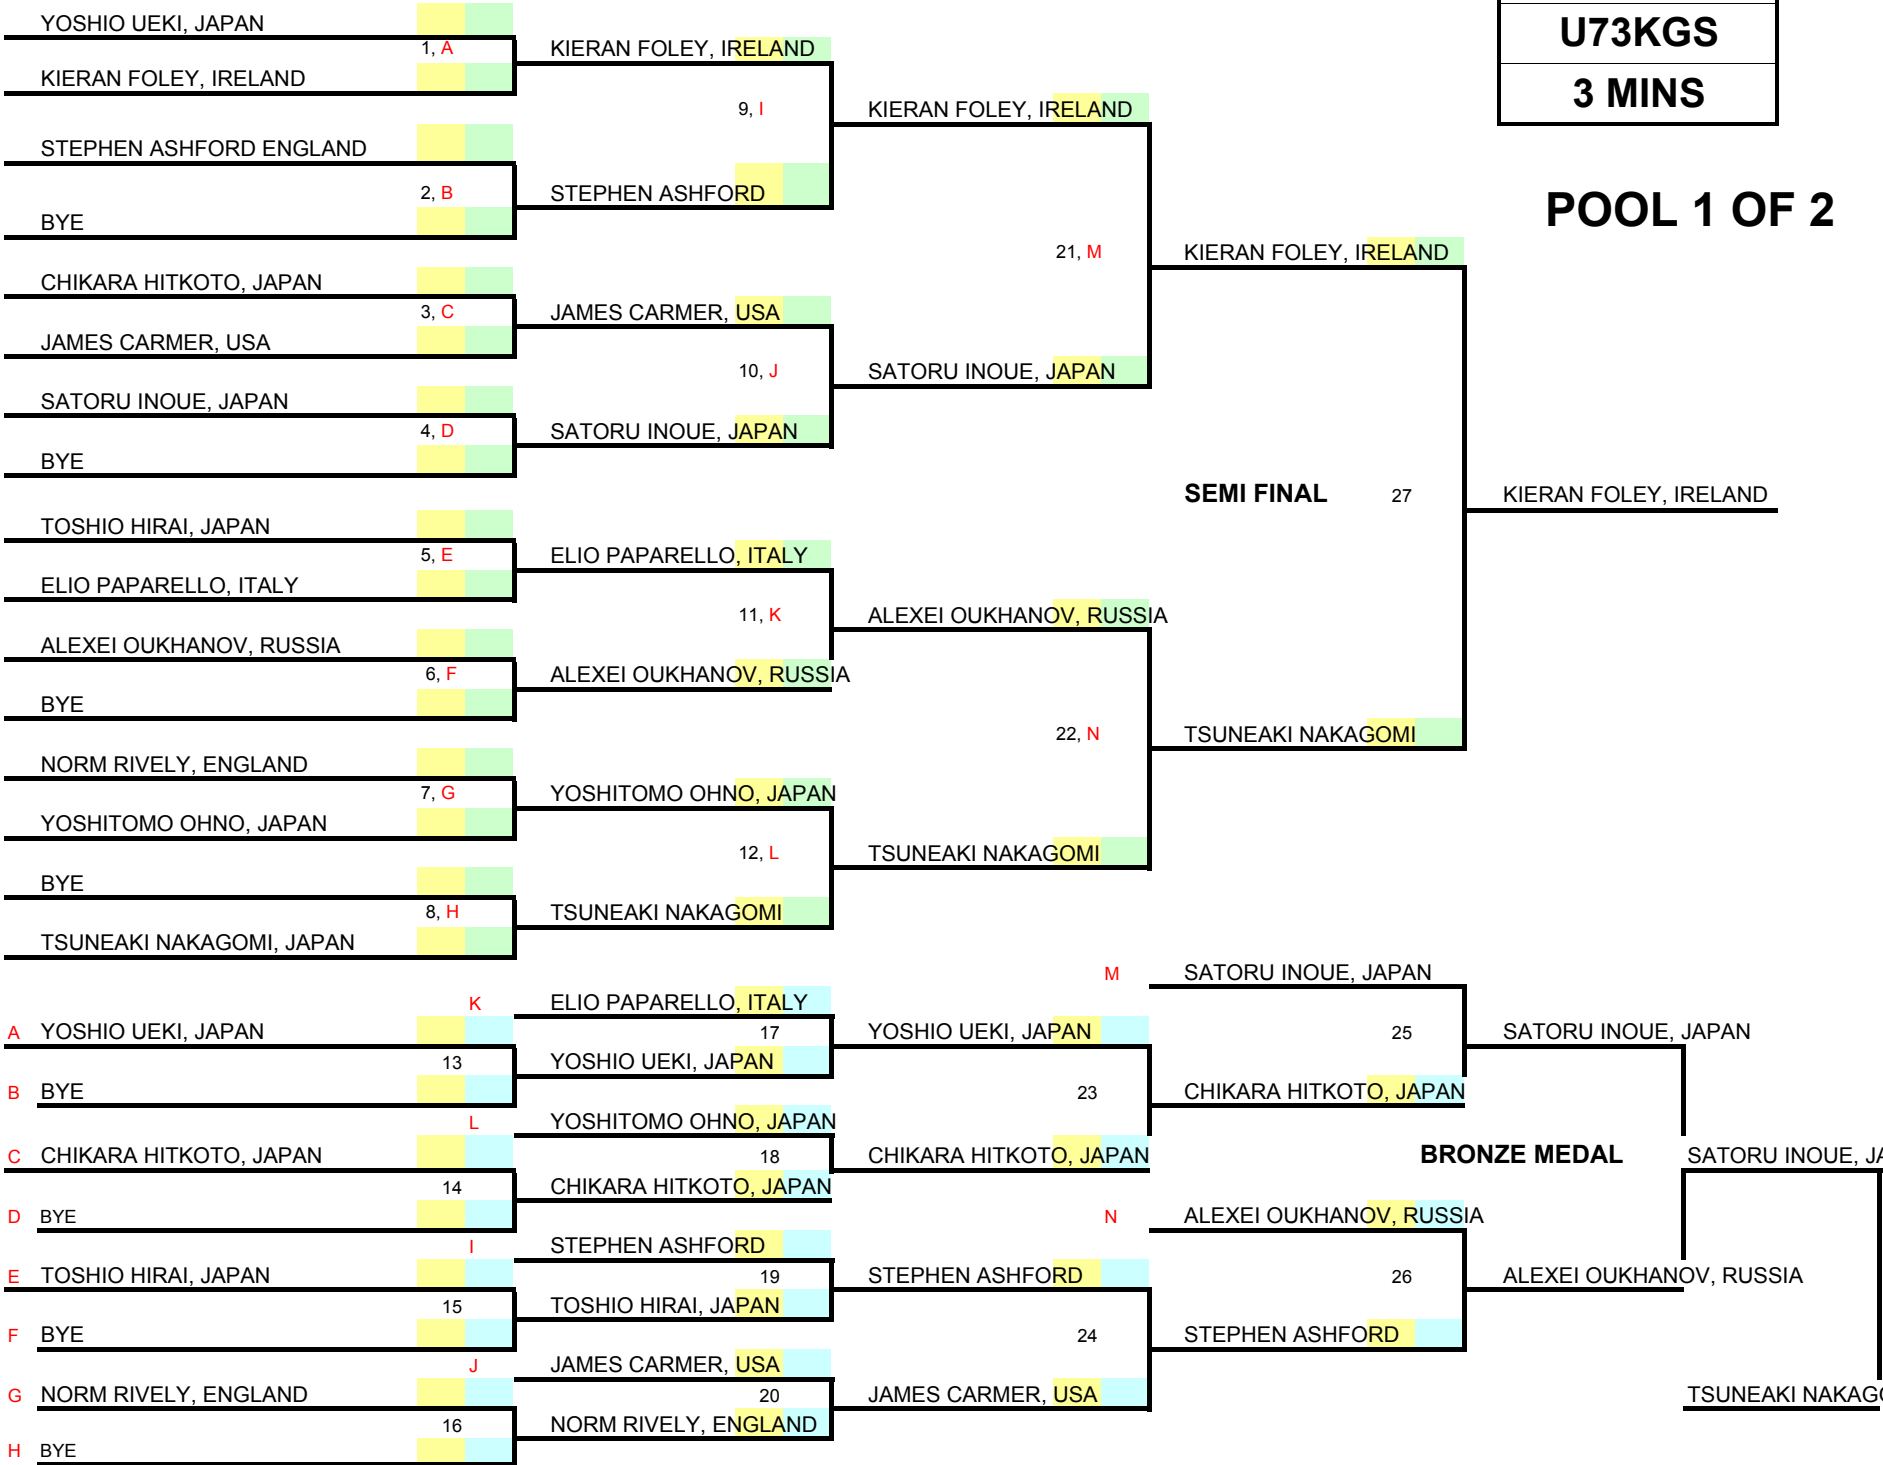 U73KGS
3 MINS
POOL 1 OF 2
YOSHIO UEKI, JAPAN
1, A
KIERAN FOLEY, IRELAND
KIERAN FOLEY, IRELAND
9, I
KIERAN FOLEY, IRELAND
STEPHEN ASHFORD ENGLAND
2, B
STEPHEN ASHFORD
BYE
21, M
KIERAN FOLEY, IRELAND
CHIKARA HITKOTO, JAPAN
3, C
JAMES CARMER, USA
JAMES CARMER, USA
10, J
SATORU INOUE, JAPAN
SATORU INOUE, JAPAN
4, D
SATORU INOUE, JAPAN
BYE
SEMI FINAL
27
KIERAN FOLEY, IRELAND
TOSHIO HIRAI, JAPAN
5, E
ELIO PAPARELLO, ITALY
ELIO PAPARELLO, ITALY
11, K
ALEXEI OUKHANOV, RUSSIA
ALEXEI OUKHANOV, RUSSIA
6, F
ALEXEI OUKHANOV, RUSSIA
BYE
22, N
TSUNEAKI NAKAGOMI
NORM RIVELY, ENGLAND
7, G
YOSHITOMO OHNO, JAPAN
YOSHITOMO OHNO, JAPAN
12, L
TSUNEAKI NAKAGOMI
BYE
8, H
TSUNEAKI NAKAGOMI
TSUNEAKI NAKAGOMI, JAPAN
M
SATORU INOUE, JAPAN
K
ELIO PAPARELLO, ITALY
A YOSHIO UEKI, JAPAN
17
YOSHIO UEKI, JAPAN
25
SATORU INOUE, JAPAN
13
YOSHIO UEKI, JAPAN
B BYE
23
CHIKARA HITKOTO, JAPAN
L
YOSHITOMO OHNO, JAPAN
C CHIKARA HITKOTO, JAPAN
18
CHIKARA HITKOTO, JAPAN
BRONZE MEDAL
SATORU INOUE, JA
14
CHIKARA HITKOTO, JAPAN
D BYE
N
ALEXEI OUKHANOV, RUSSIA
I
STEPHEN ASHFORD
E TOSHIO HIRAI, JAPAN
19
STEPHEN ASHFORD
26
ALEXEI OUKHANOV, RUSSIA
15
TOSHIO HIRAI, JAPAN
F BYE
24
STEPHEN ASHFORD
J
JAMES CARMER, USA
G NORM RIVELY, ENGLAND
20
JAMES CARMER, USA
TSUNEAKI NAKAGO
16
NORM RIVELY, ENGLAND
H BYE